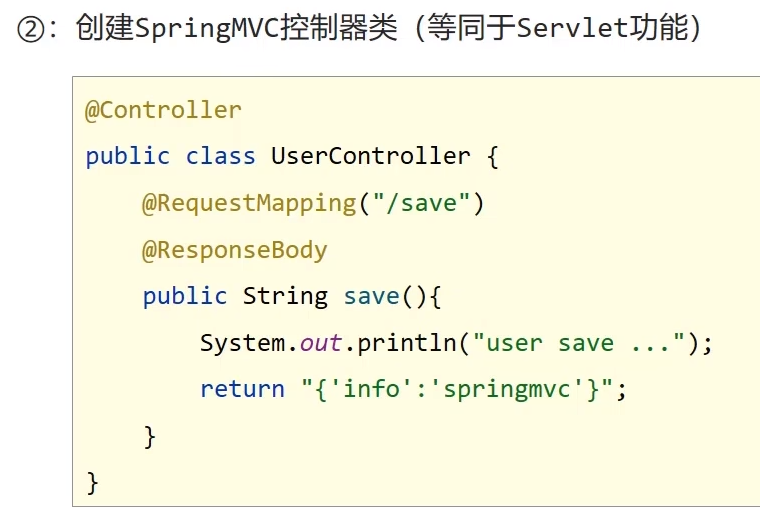 ②：创建SpringMVC控制器类（等同于Servlet功能）
@Controller
public class UserController {
@RequestMapping("/save")
@ResponseBody
public String save(){
System.out.println("user save ...");
return "{'info':'springmvc'}";
}
}